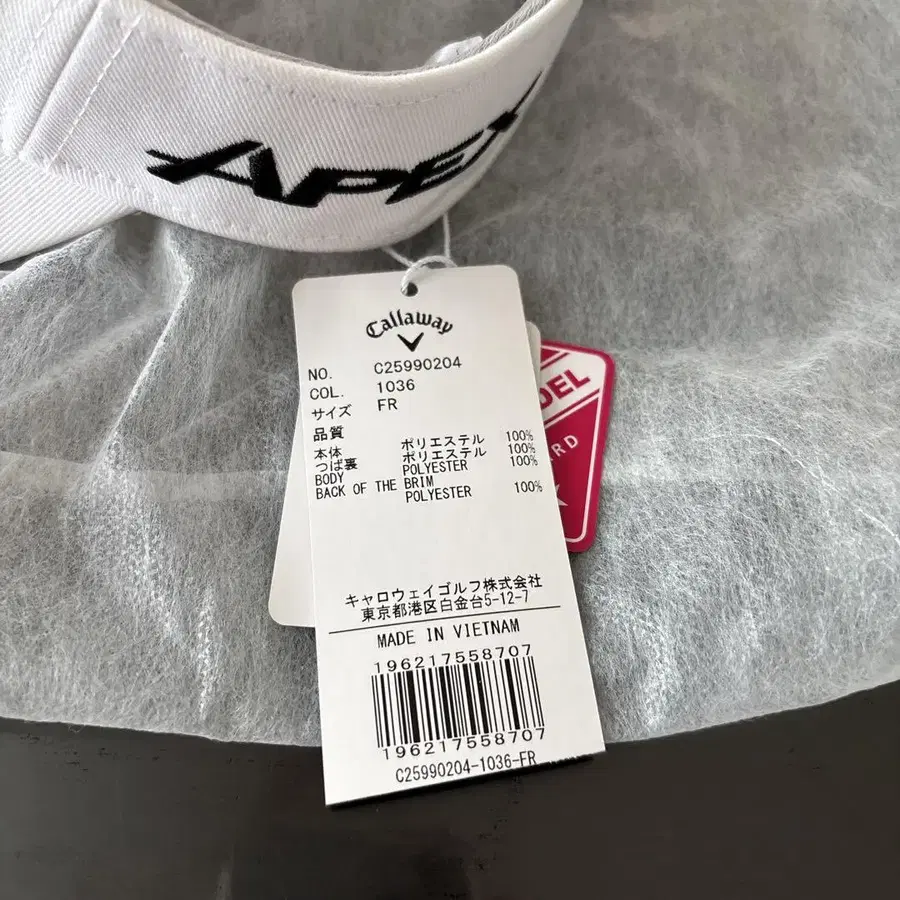 APEX
Callaway
NO. C25990204
COL. 1036
サイズ FR
品質
本体 ポリエステル 100%
つば裏 ポリエステル 100%
BODY POLYESTER 100%
BACK OF THE BRIM
POLYESTER 100%
キャロウェイゴルフ株式会社
東京都港区白金台5-12-7
MADE IN VIETNAM
196217558707
196217558707
C25990204-1036-FR